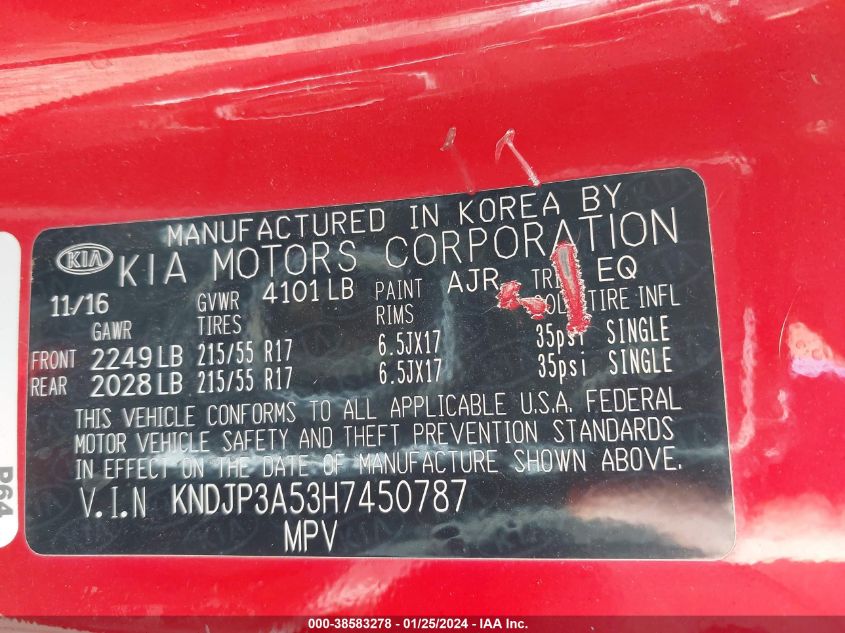 MANUFACTURED IN KOREA BY
KIA KIA MOTORS CORPORATION
11/16 GVWR 4101 LB PAINT AJR EQ
GAWR TIRES RIMS COLD TIRE INFL
FRONT 2249 LB 215/55 R17 6.5JX17 35psi SINGLE
REAR 2028 LB 215/55 R17 6.5JX17 35psi SINGLE
THIS VEHICLE CONFORMS TO ALL APPLICABLE U.S.A. FEDERAL
MOTOR VEHICLE SAFETY AND THEFT PREVENTION STANDARDS
IN EFFECT ON THE DATE OF MANUFACTURE SHOWN ABOVE.
V.I.N KNDJP3A53H7450787
MPV
P64
000 -38583278 - 01/25/2024 - IAA Inc.